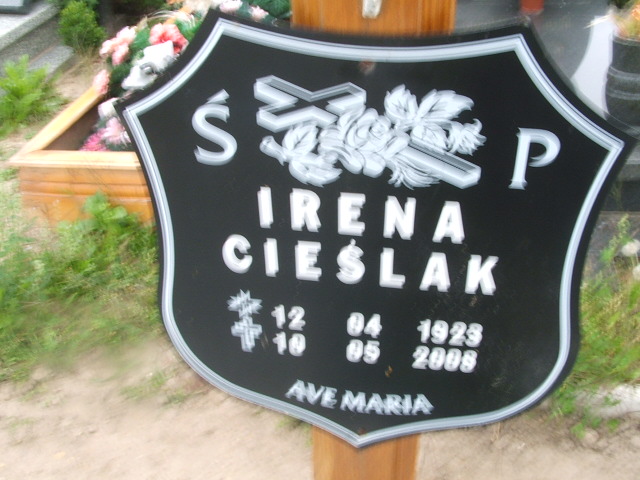 Ś P
IRENA
CIEŚLAK
12 04 1923
10 05 2008
AVE MARIA